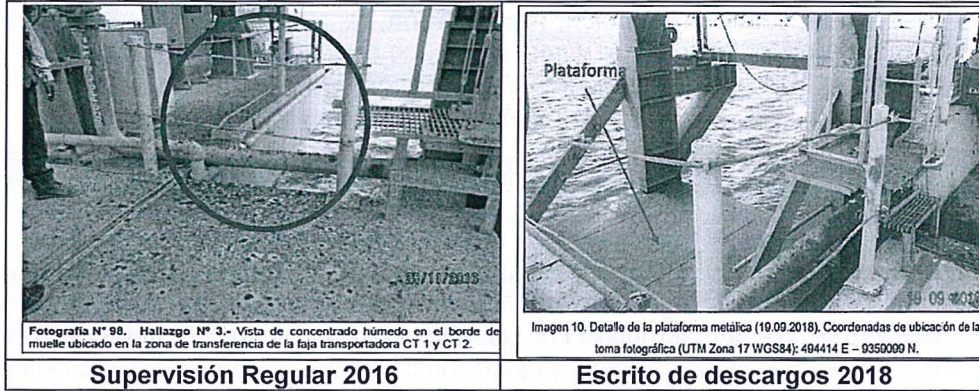 Plataforma
19 09
Fotografía N° 98. Hallazgo N° 3.- Vista de concentrado húmedo en el borde de
muelle ubicado en la zona de transferencia de la faja transportadora CT 1 y CT 2.
Imagen 10. Detalle de la plataforma metálica (19.09.2018). Coordenadas de ubicación de la
toma fotográfica (UTM Zona 17 WGS84): 494414 E – 9359099 N.
Supervisión Regular 2016
Escrito de descargos 2018